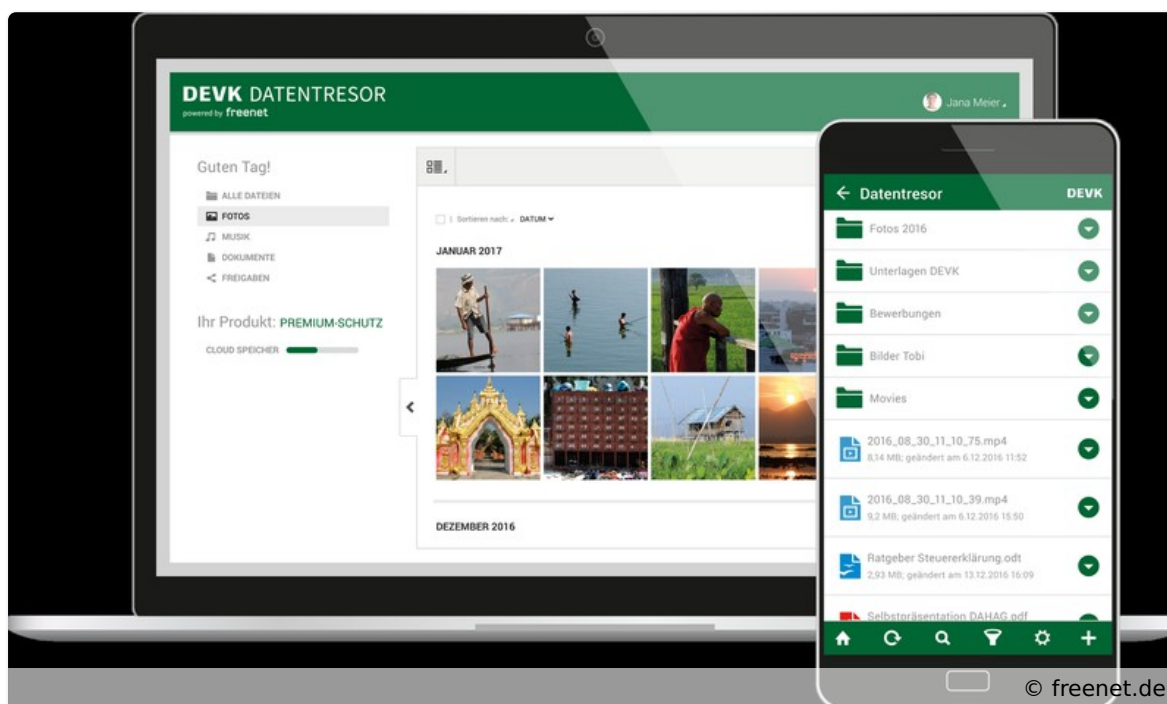 DEVK DATENTRESOR
powered by freenet
Jana Meier
Guten Tag!
ALLE DATEIEN
FOTOS
MUSIK
DOKUMENTE
FREIGABEN
Ihr Produkt: PREMIUM-SCHUTZ
CLOUD SPEICHER
Sortieren nach: DATUM
JANUAR 2017
DEZEMBER 2016
Datentresor DEVK
Fotos 2016
Unterlagen DEVK
Bewerbungen
Bilder Tobi
Movies
2016_08_30_11_10_75.mp4
8,14 MB; geändert am 6.12.2016 11:52
2016_08_30_11_10_39.mp4
9,2 MB; geändert am 6.12.2016 15:50
Ratgeber Steuererklärung.odt
2,93 MB; geändert am 13.12.2016 16:09
Selbstpräsentation DAHAG.pdf
© freenet.de